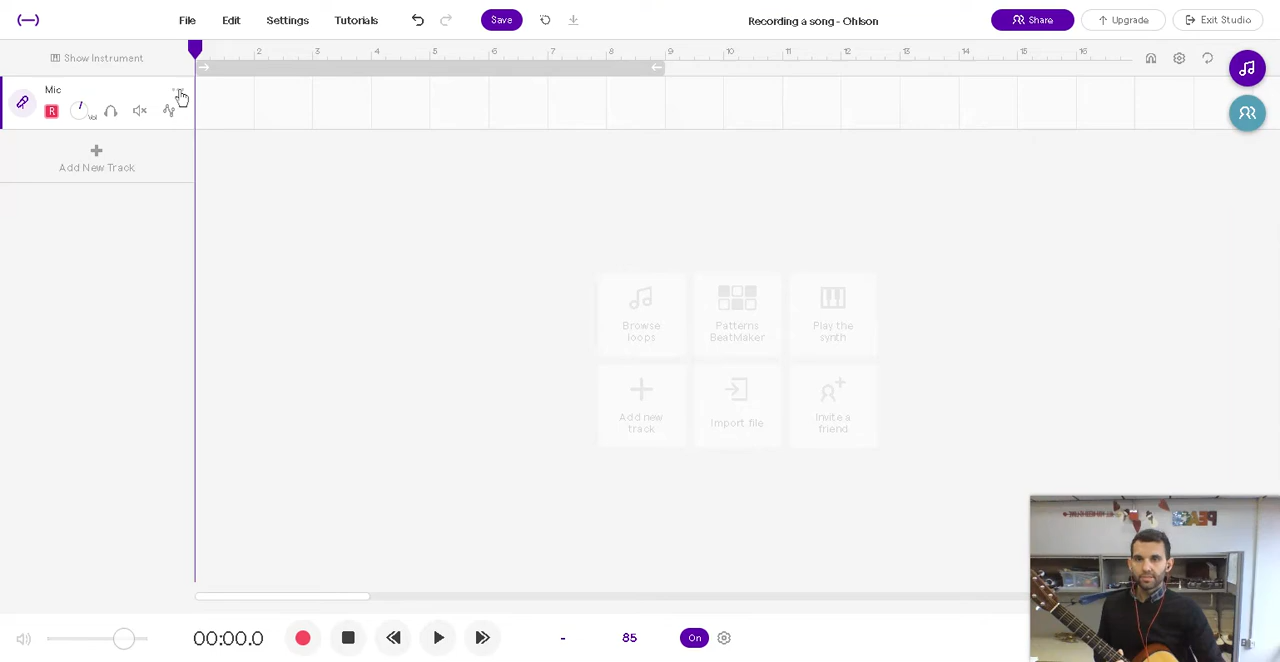 File Edit Settings Tutorials Save Recording a song - Ohlson Share Upgrade Exit Studio
Show Instrument 2 3 4 5 6 7 8 9 10 11 12 13 14 15 16
Mic
R Vol
Add New Track
Browse loops
Patterns BeatMaker
Play the synth
Add new track
Import file
Invite a friend
00:00.0 - 85 On